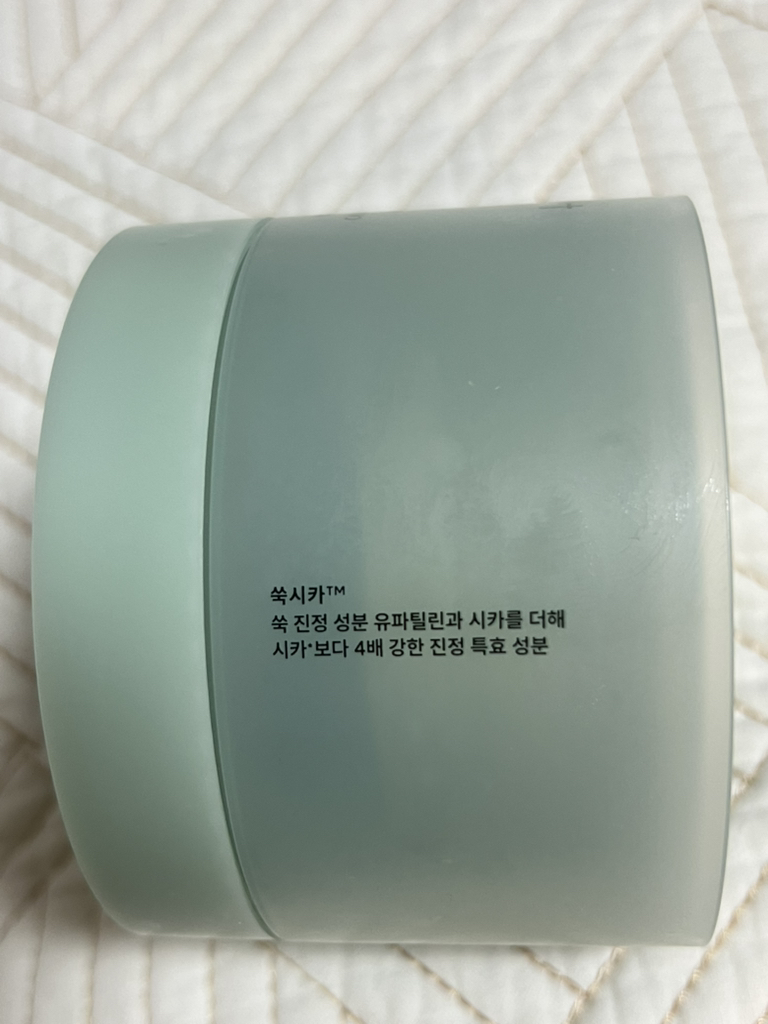 쑥시카™
쑥 진정 성분 유파틸린과 시카를 더해
시카*보다 4배 강한 진정 특효 성분